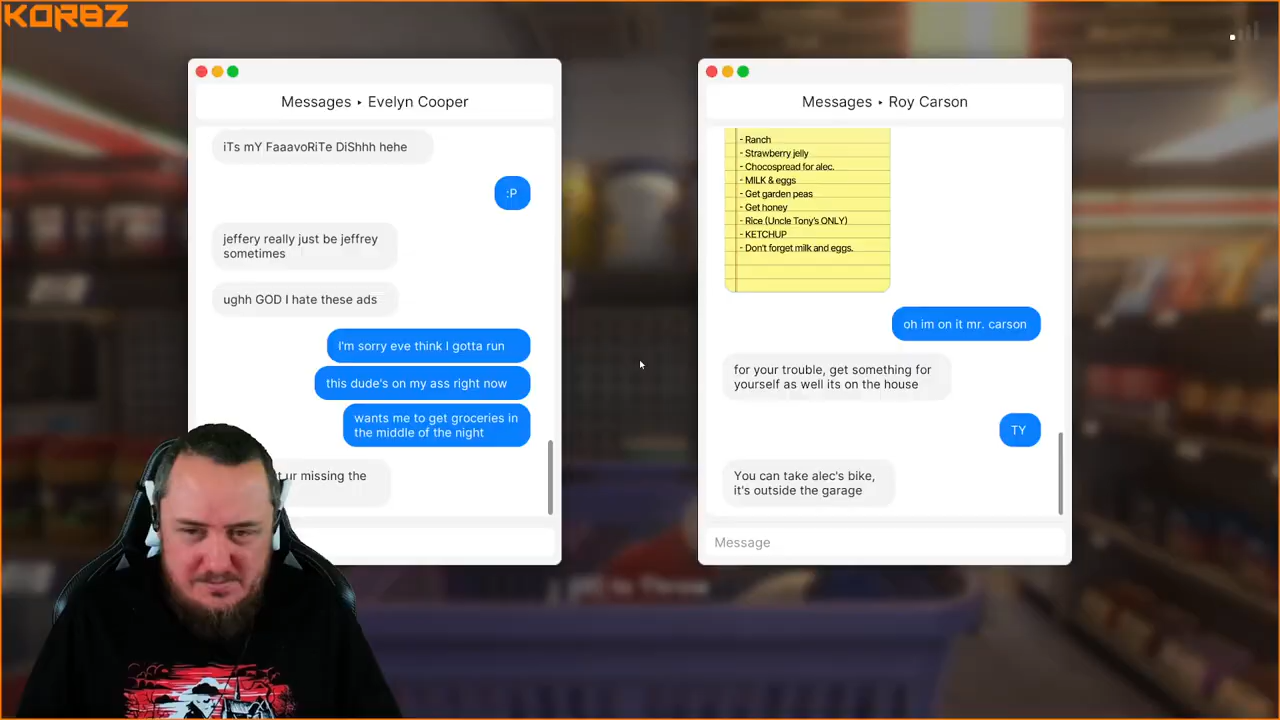 KORBZ
Messages ▸ Evelyn Cooper
iTs mY FaaavoRiTe DiShhh hehe
:P
jeffery really just be jeffrey
sometimes
ughh GOD I hate these ads
I'm sorry eve think I gotta run
this dude's on my ass right now
wants me to get groceries in
the middle of the night
ur missing the
Messages ▸ Roy Carson
- Ranch
- Strawberry jelly
- Chocospread for alec.
- MILK & eggs
- Get garden peas
- Get honey
- Rice (Uncle Tony's ONLY)
- KETCHUP
- Don't forget milk and eggs.
oh im on it mr. carson
for your trouble, get something for
yourself as well its on the house
TY
You can take alec's bike,
it's outside the garage
Message
to Throw